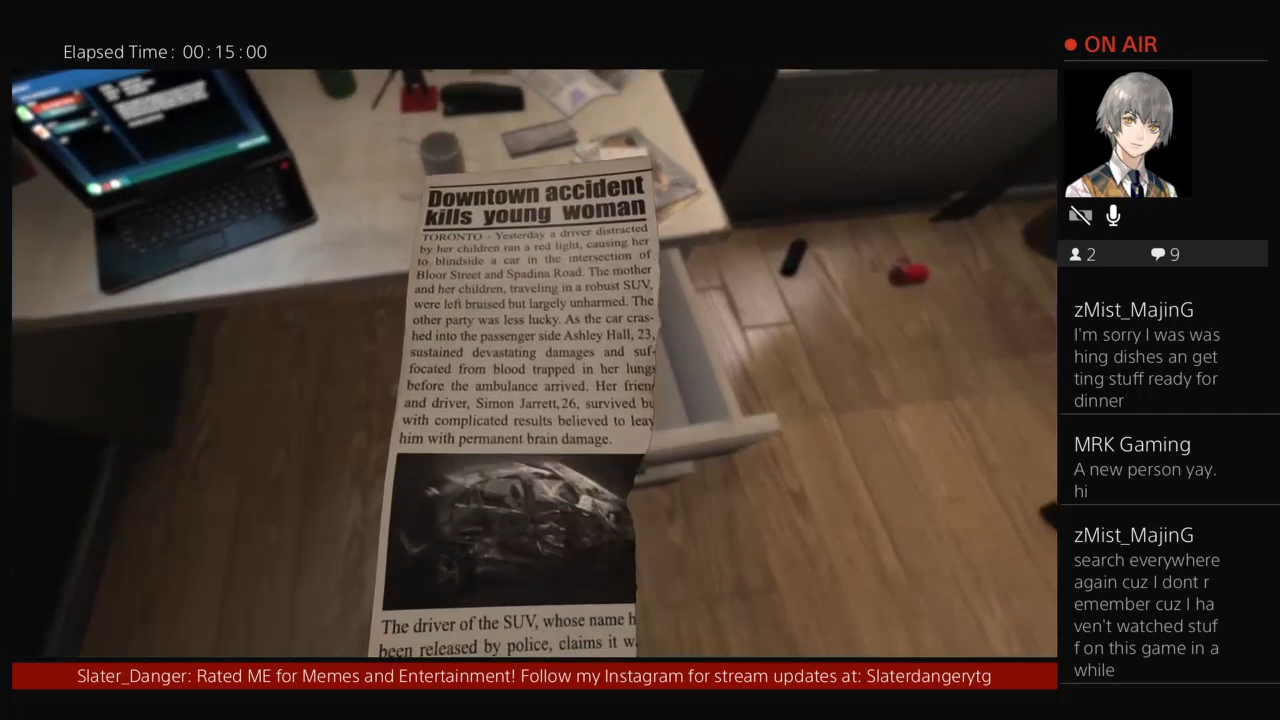 Elapsed Time: 00:15:00
ON AIR
Downtown accident
kills young woman
TORONTO - Yesterday a driver distracted
by her children ran a red light, causing her
to blindside a car in the intersection of
Bloor Street and Spadina Road. The mother
and her children, traveling in a robust SUV,
were left bruised but largely unharmed. The
other party was less lucky. As the car cras-
hed into the passenger side Ashley Hall, 23,
sustained devastating damages and suf-
focated from blood trapped in her lungs
before the ambulance arrived. Her frien
and driver, Simon Jarrett, 26, survived bu
with complicated results believed to leav
him with permanent brain damage.
The driver of the SUV, whose name h
been released by police, claims it w
2
9
zMist_MajinG
I'm sorry I was was
hing dishes an get
ting stuff ready for
dinner
MRK Gaming
A new person yay.
hi
zMist_MajinG
search everywhere
again cuz I dont r
emember cuz I ha
ven't watched stuf
f on this game in a
while
Slater_Danger: Rated ME for Memes and Entertainment! Follow my Instagram for stream updates at: Slaterdangerytg